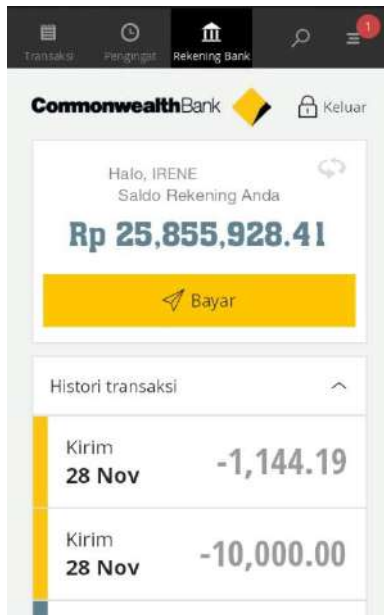 1
Transaksi Pengingat Rekening Bank
CommonwealthBank Keluar
Halo, IRENE
Saldo Rekening Anda
Rp 25,855,928.41
Bayar
Histori transaksi
Kirim
28 Nov -1,144.19
Kirim
28 Nov -10,000.00